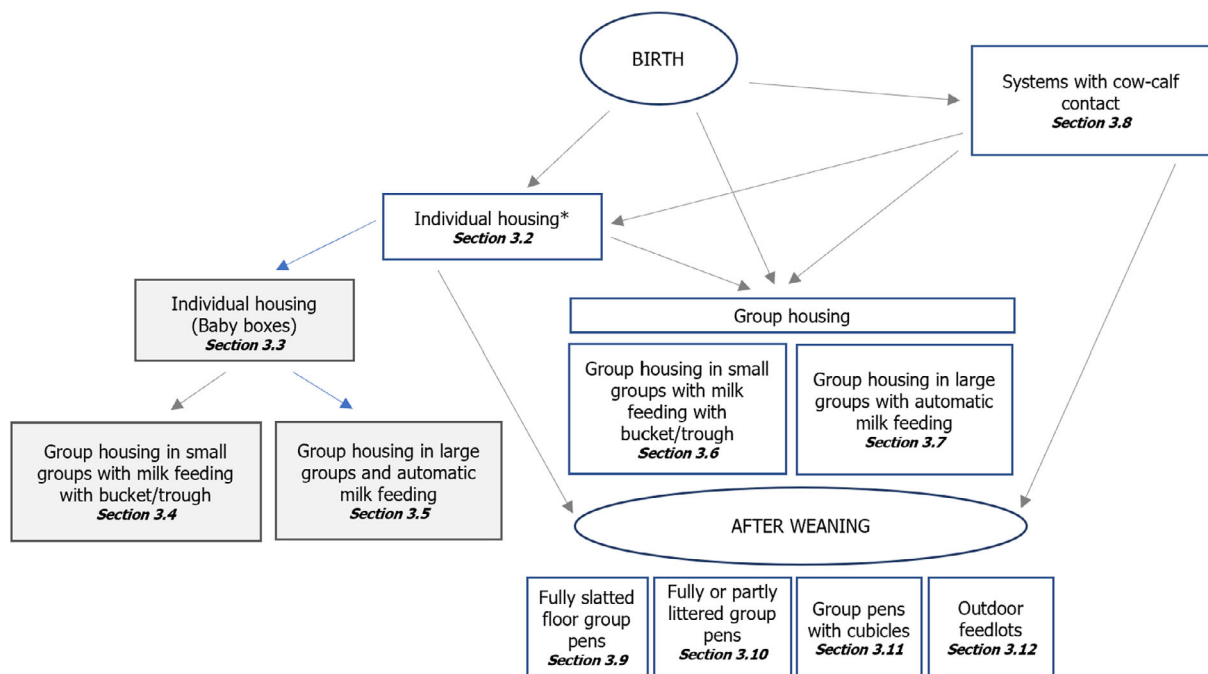 BIRTH
Systems with cow-calf
contact
Section 3.8
Individual housing*
Section 3.2
Individual housing
(Baby boxes)
Section 3.3
Group housing
Group housing in small
groups with milk
feeding with
bucket/trough
Section 3.6
Group housing in large
groups with automatic
milk feeding
Section 3.7
Group housing in small
groups with milk feeding
with bucket/trough
Section 3.4
Group housing in large
groups and automatic
milk feeding
Section 3.5
AFTER WEANING
Fully slatted
floor group
pens
Section 3.9
Fully or partly
littered group
pens
Section 3.10
Group pens
with cubicles
Section 3.11
Outdoor
feedlots
Section 3.12